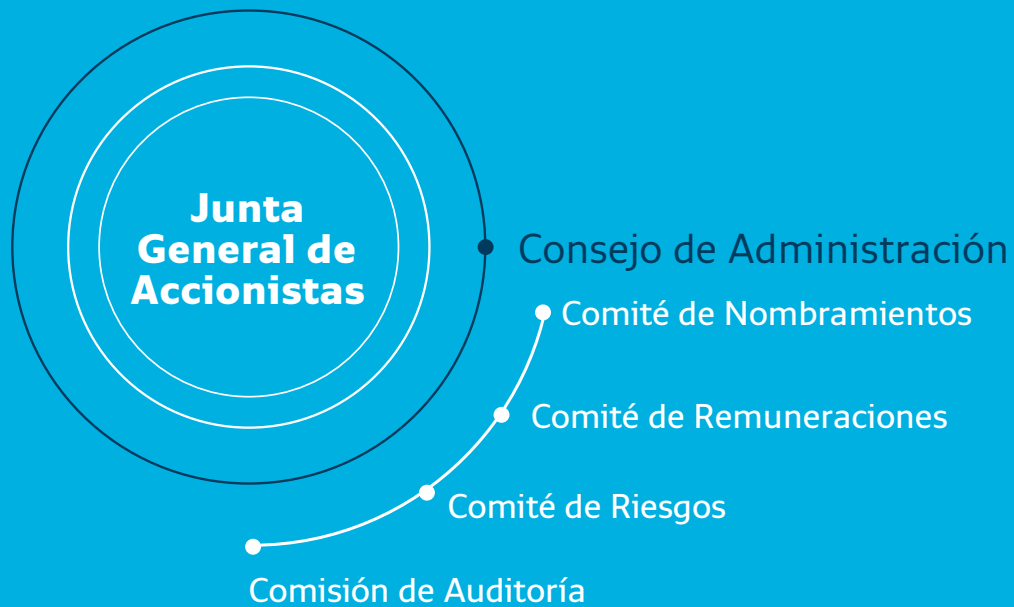 Junta
General de
Accionistas
Consejo de Administración
Comité de Nombramientos
Comité de Remuneraciones
Comité de Riesgos
Comisión de Auditoría